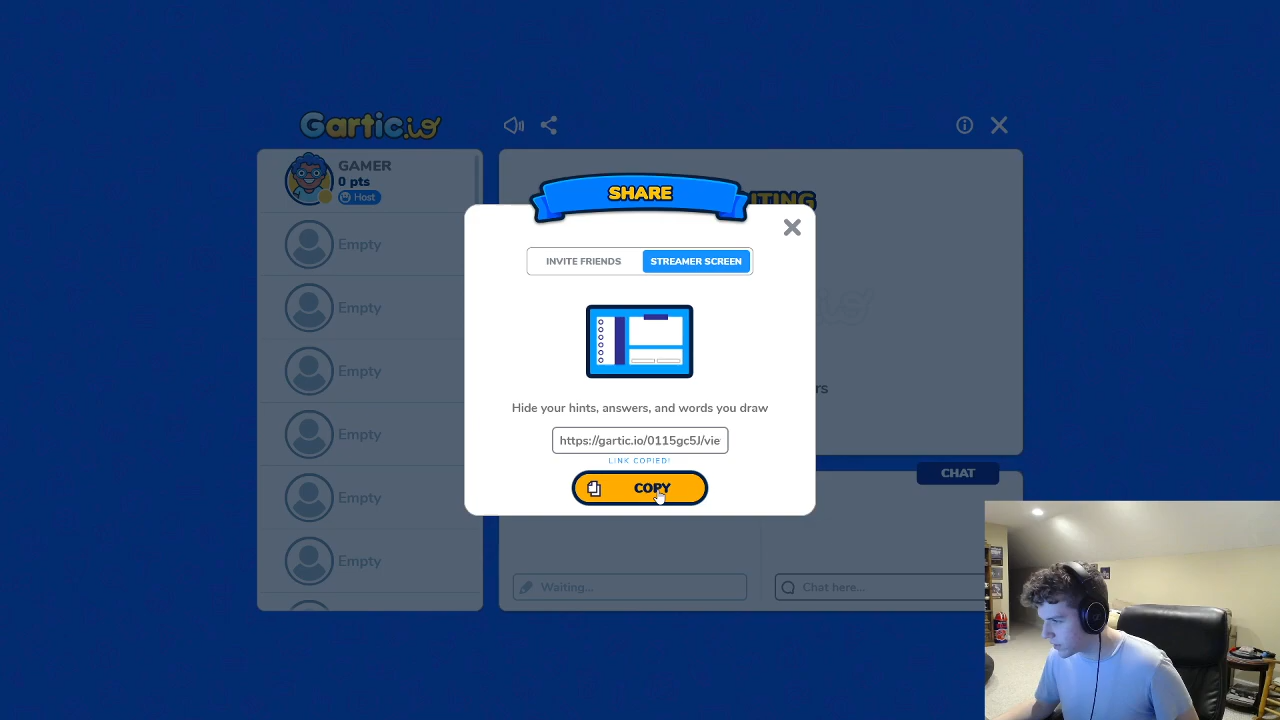 Gartic.io
GAMER
0 pts
Host
Empty
Empty
Empty
Empty
Empty
Empty
SHARE
INVITE FRIENDS
STREAMER SCREEN
Hide your hints, answers, and words you draw
https://gartic.io/0115gc5J/vie
LINK COPIED!
COPY
CHAT
Waiting...
Chat here...